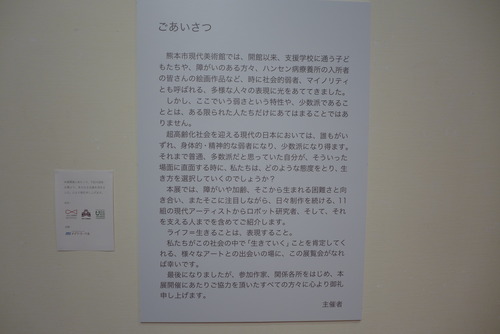 ごあいさつ
熊本市現代美術館では、開館以来、支援学校に通う子ど
もたちや、障がいのある方々、ハンセン病療養所の入所者
の皆さんの絵画作品など、時に社会的弱者、マイノリティ
とも呼ばれる、多様な人々の表現に光をあててきました。
しかし、ここでいう弱さという特性や、少数派であるこ
ととは、ある限られた人たちだけにあてはまることではあ
りません。
超高齢化社会を迎える現代の日本においては、誰もがい
ずれ、身体的・精神的な弱者になり、少数派になり得ます。
それまで普通、多数派だと思っていた自分が、そういった
場面に直面する時に、私たちは、どのような態度をとり、生
き方を選択していくのでしょうか?
本展では、障がいや加齢、そこから生まれる困難さと向
き合い、またそこに注目しながら、日々制作を続ける、11
組の現代アーティストからロボット研究者、そして、それ
を支える人までを含めてご紹介します。
ライフ=生きることは、表現すること。
私たちがこの社会の中で「生きていく」ことを肯定してく
れる、様々なアートとの出会いの場に、この展覧会がなれ
ば幸いです。
最後になりましたが、参加作家、関係各所をはじめ、本
展開催にあたりご協力を頂いたすべての方々に心より御礼
申し上げます。
主催者